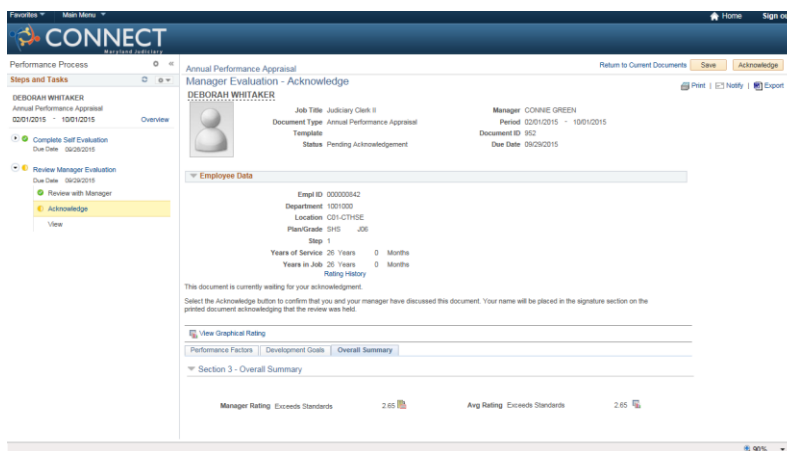 Favorites Main Menu Home Sign ou
CONNECT
Maryland Judiciary
Performance Process
Steps and Tasks
DEBORAH WHITAKER
Annual Performance Appraisal
02/01/2015 - 10/01/2015 Overview
Complete Self Evaluation
Due Date 09/28/2015
Review Manager Evaluation
Due Date 09/29/2015
Review with Manager
Acknowledge
View
Annual Performance Appraisal Return to Current Documents Save Acknowledge
Manager Evaluation - Acknowledge
Print | Notify | Export
DEBORAH WHITAKER
Job Title Judiciary Clerk II Manager CONNIE GREEN
Document Type Annual Performance Appraisal Period 02/01/2015 - 10/01/2015
Template Document ID 952
Status Pending Acknowledgement Due Date 09/29/2015
Employee Data
Empl ID 000000842
Department 1001000
Location C01-CTHSE
Plan/Grade SHS J06
Step 1
Years of Service 26 Years 0 Months
Years in Job 26 Years 0 Months
Rating History
This document is currently waiting for your acknowledgment.
Select the Acknowledge button to confirm that you and your manager have discussed this document. Your name will be placed in the signature section on the
printed document acknowledging that the review was held.
View Graphical Rating
Performance Factors Development Goals Overall Summary
Section 3 - Overall Summary
Manager Rating Exceeds Standards 2.65 Avg Rating Exceeds Standards 2.65
90%